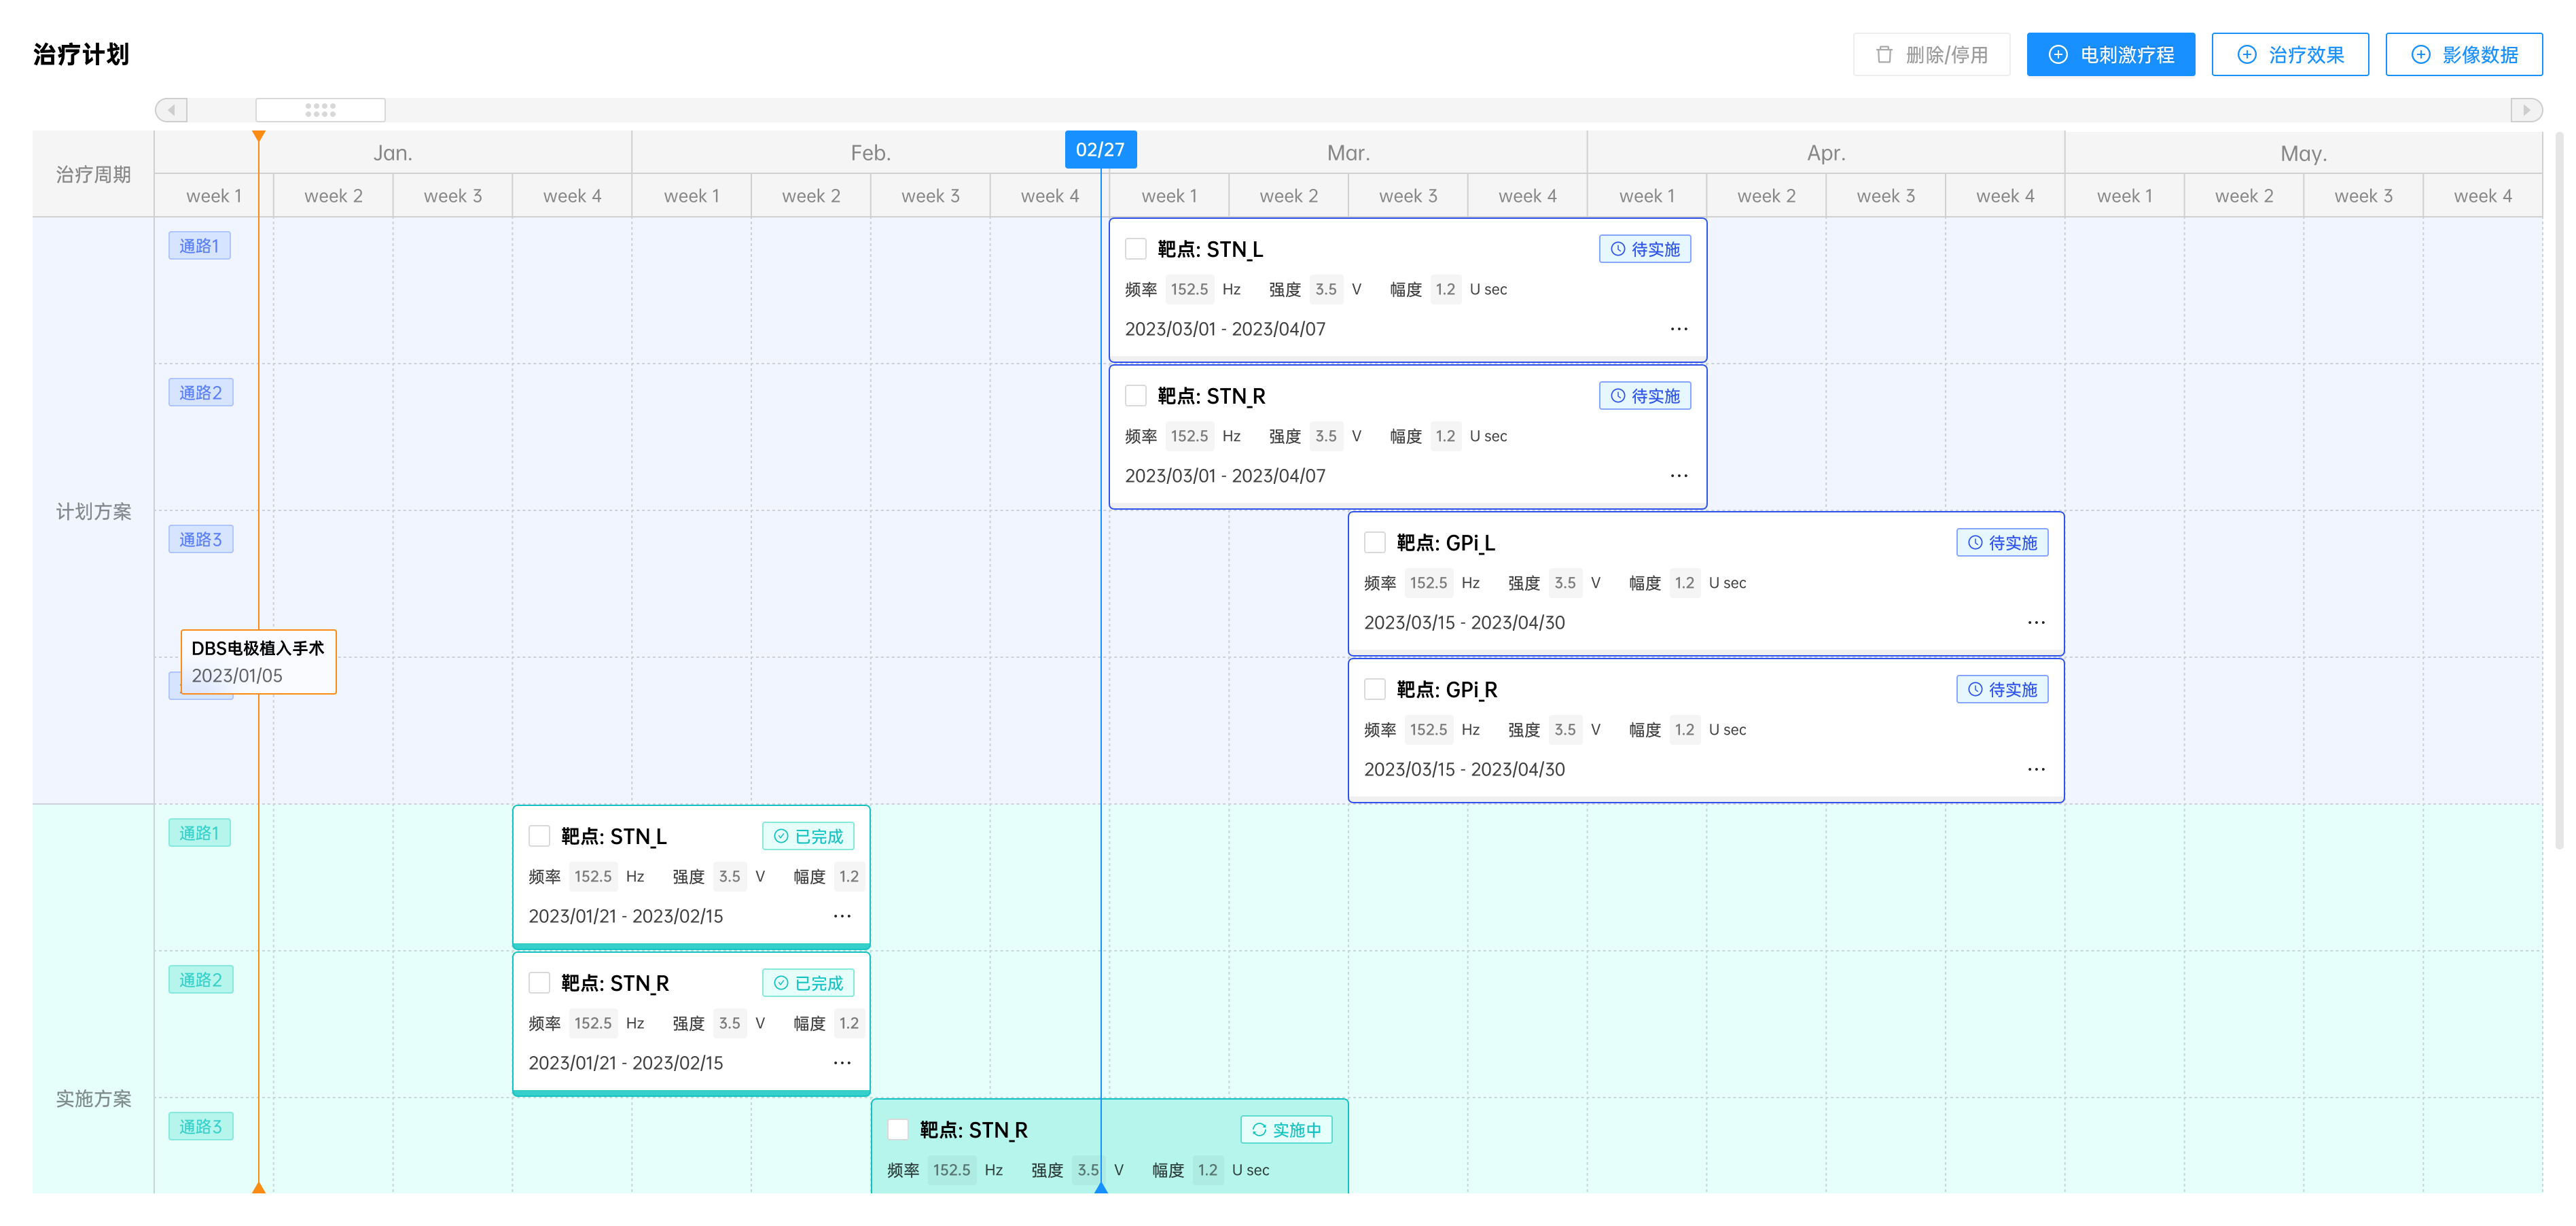 治疗计划
删除/停用
电刺激疗程
治疗效果
影像数据
治疗周期
Jan.
Feb.
02/27
Mar.
Apr.
May.
week 1 week 2 week 3 week 4 week 1 week 2 week 3 week 4 week 1 week 2 week 3 week 4 week 1 week 2 week 3 week 4 week 1 week 2 week 3 week 4
计划方案
通路1
靶点: STN_L
待实施
频率 152.5 Hz 强度 3.5 V 幅度 1.2 U sec
2023/03/01 - 2023/04/07
通路2
靶点: STN_R
待实施
频率 152.5 Hz 强度 3.5 V 幅度 1.2 U sec
2023/03/01 - 2023/04/07
通路3
靶点: GPi_L
待实施
频率 152.5 Hz 强度 3.5 V 幅度 1.2 U sec
2023/03/15 - 2023/04/30
DBS电极植入手术
2023/01/05
靶点: GPi_R
待实施
频率 152.5 Hz 强度 3.5 V 幅度 1.2 U sec
2023/03/15 - 2023/04/30
实施方案
通路1
靶点: STN_L
已完成
频率 152.5 Hz 强度 3.5 V 幅度 1.2
2023/01/21 - 2023/02/15
通路2
靶点: STN_R
已完成
频率 152.5 Hz 强度 3.5 V 幅度 1.2
2023/01/21 - 2023/02/15
通路3
靶点: STN_R
实施中
频率 152.5 Hz 强度 3.5 V 幅度 1.2 U sec